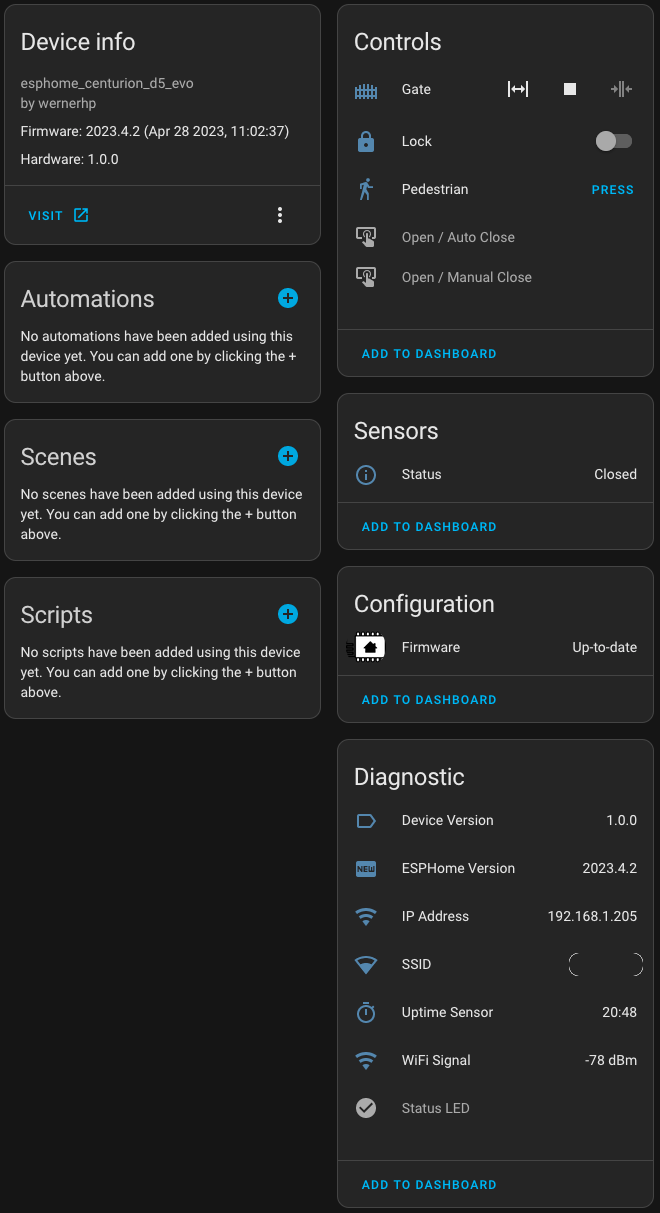 Device info
esphome_centurion_d5_evo
by wernerhp
Firmware: 2023.4.2 (Apr 28 2023, 11:02:37)
Hardware: 1.0.0
VISIT
Automations
No automations have been added using this
device yet. You can add one by clicking the +
button above.
Scenes
No scenes have been added using this device
yet. You can add one by clicking the + button
above.
Scripts
No scripts have been added using this device
yet. You can add one by clicking the + button
above.
Controls
Gate
Lock
Pedestrian PRESS
Open / Auto Close
Open / Manual Close
ADD TO DASHBOARD
Sensors
Status Closed
ADD TO DASHBOARD
Configuration
Firmware Up-to-date
ADD TO DASHBOARD
Diagnostic
Device Version 1.0.0
NEW ESPHome Version 2023.4.2
IP Address 192.168.1.205
SSID
Uptime Sensor 20:48
WiFi Signal -78 dBm
Status LED
ADD TO DASHBOARD